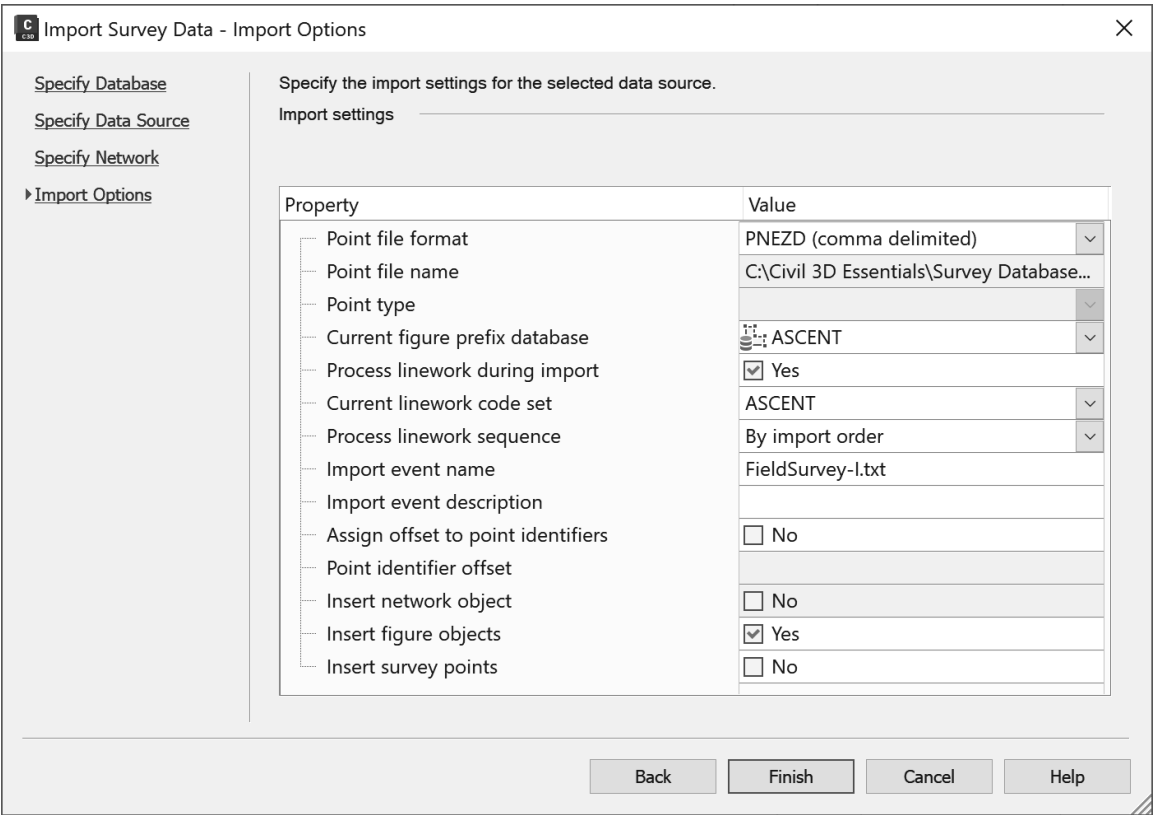 C
C3D
Import Survey Data - Import Options
Specify Database
Specify Data Source
Specify Network
Import Options
Specify the import settings for the selected data source.
Import settings
Property Value
Point file format PNEZD (comma delimited)
Point file name C:\Civil 3D Essentials\Survey Database...
Point type
Current figure prefix database ASCENT
Process linework during import Yes
Current linework code set ASCENT
Process linework sequence By import order
Import event name FieldSurvey-I.txt
Import event description
Assign offset to point identifiers No
Point identifier offset
Insert network object No
Insert figure objects Yes
Insert survey points No
Back Finish Cancel Help